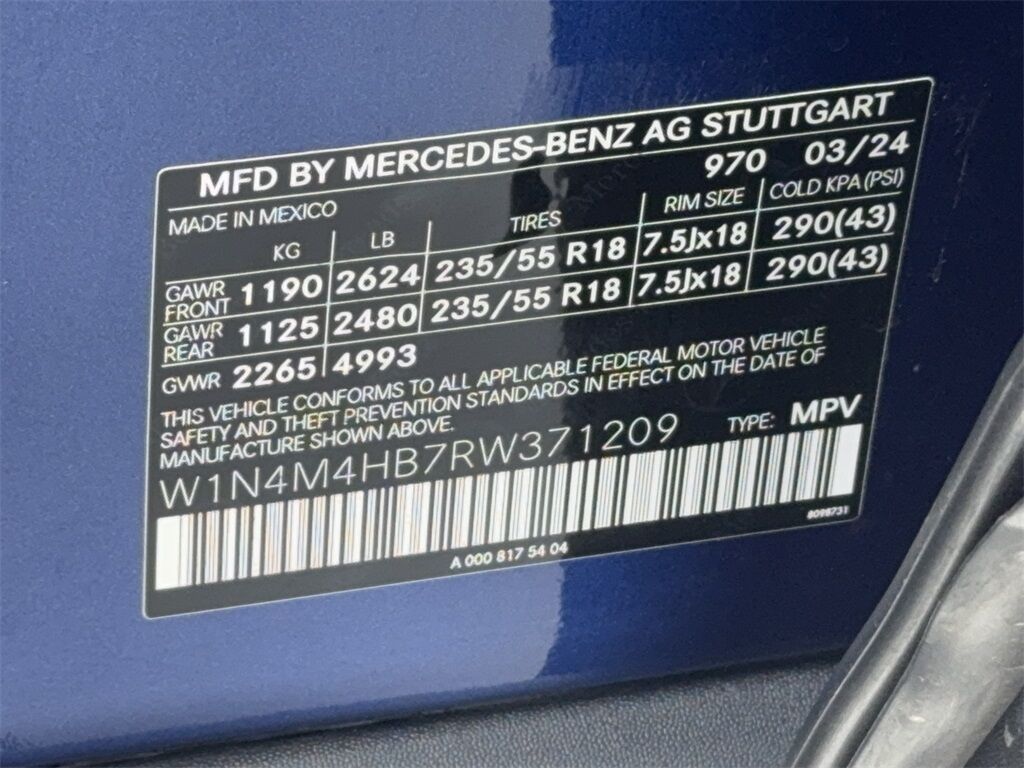 MFD BY MERCEDES-BENZ AG STUTTGART
970 03/24
MADE IN MEXICO
KG LB TIRES RIM SIZE COLD KPA (PSI)
GAWR FRONT 1190 2624 235/55 R18 7.5Jx18 290(43)
GAWR REAR 1125 2480 235/55 R18 7.5Jx18 290(43)
GVWR 2265 4993
THIS VEHICLE CONFORMS TO ALL APPLICABLE FEDERAL MOTOR VEHICLE
SAFETY AND THEFT PREVENTION STANDARDS IN EFFECT ON THE DATE OF
MANUFACTURE SHOWN ABOVE.
W1N4M4HB7RW371209 TYPE: MPV
A 000 817 54 04